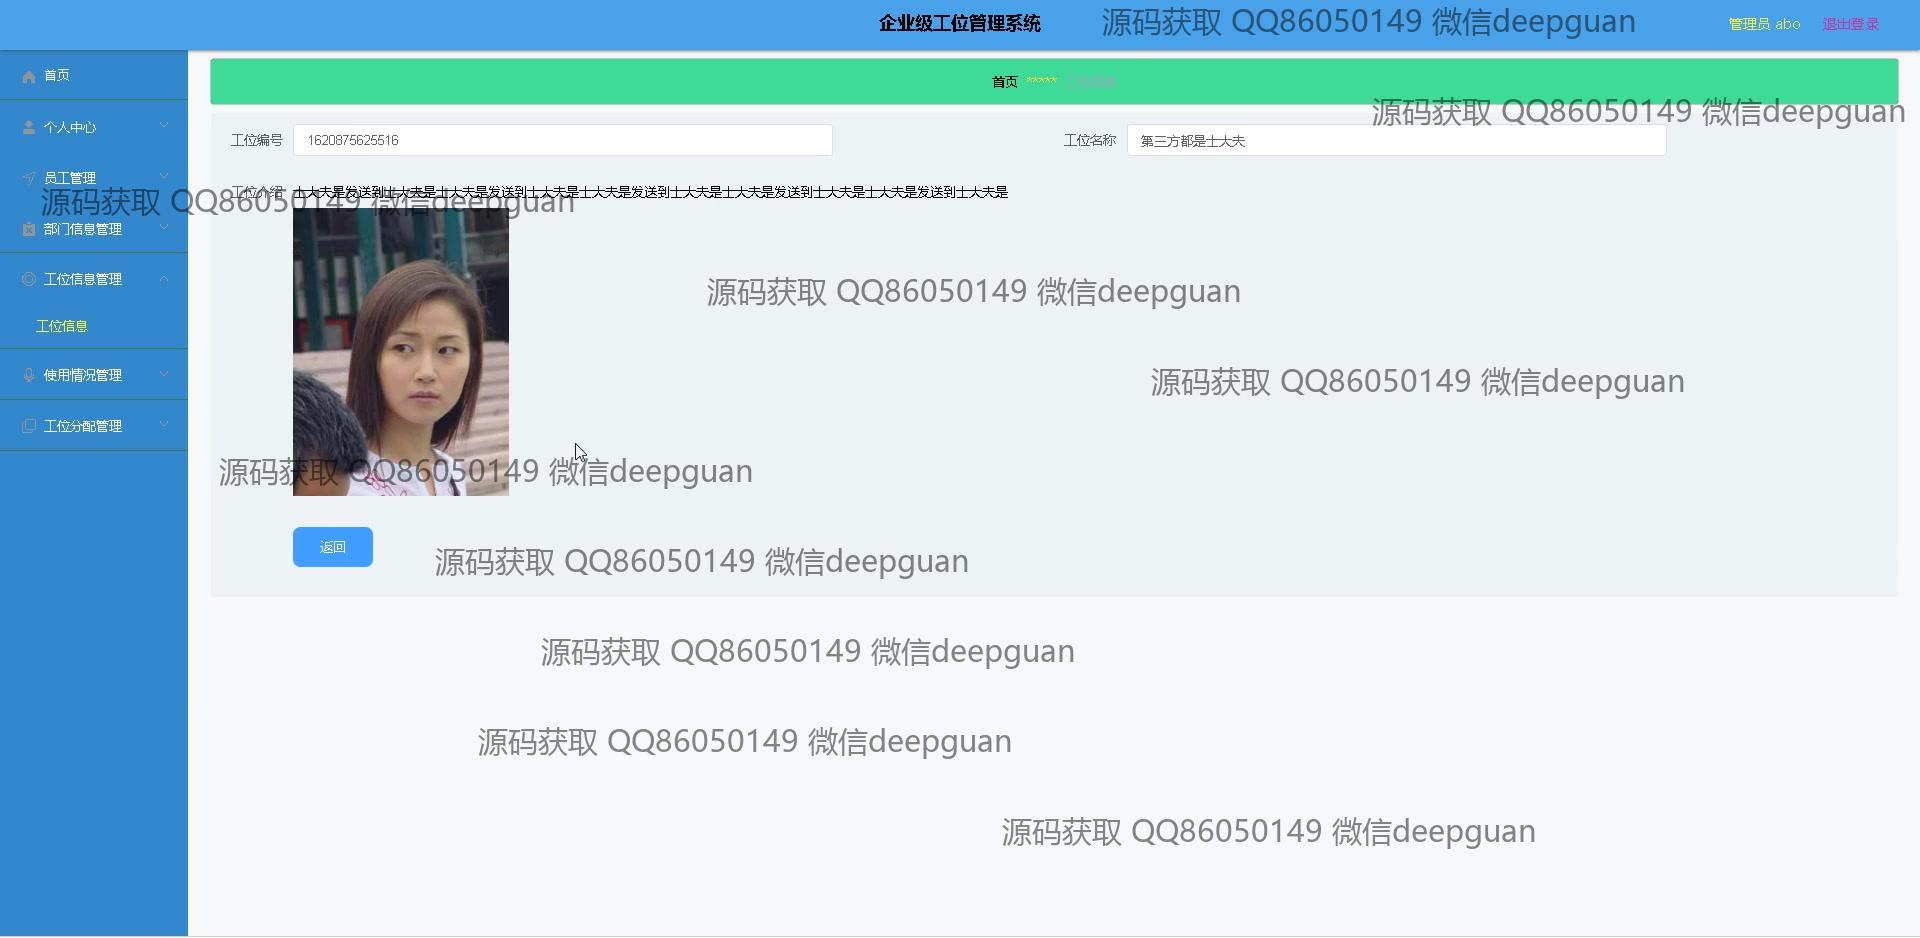 企业级工位管理系统
源码获取 QQ86050149 微信deepguan
管理员 abo
退出登录
首页
首页 *****
源码获取 QQ86050149 微信deepguan
个人中心
工位编号 1620875625516
工位名称 第三方都是士大夫
员工管理
工位介绍 士大夫是发送到士大夫是士大夫是发送到士大夫是士大夫是发送到士大夫是士大夫是发送到士大夫是士大夫是发送到士大夫是
源码获取 QQ86050149 微信deepguan
部门信息管理
工位信息管理
源码获取 QQ86050149 微信deepguan
工位信息
使用情况管理
源码获取 QQ86050149 微信deepguan
工位分配管理
源码获取 QQ86050149 微信deepguan
返回
源码获取 QQ86050149 微信deepguan
源码获取 QQ86050149 微信deepguan
源码获取 QQ86050149 微信deepguan
源码获取 QQ86050149 微信deepguan